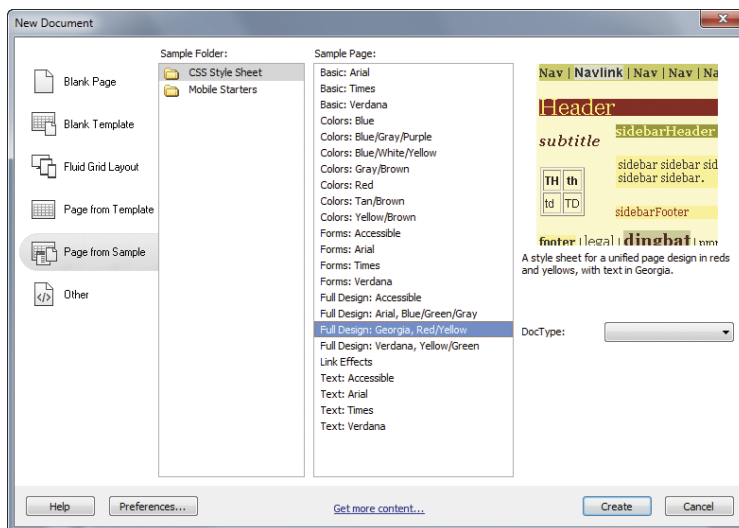 New Document
Blank Page
Blank Template
Fluid Grid Layout
Page from Template
Page from Sample
Other
Sample Folder:
CSS Style Sheet
Mobile Starters
Sample Page:
Basic: Arial
Basic: Times
Basic: Verdana
Colors: Blue
Colors: Blue/Gray/Purple
Colors: Blue/White/Yellow
Colors: Gray/Brown
Colors: Red
Colors: Tan/Brown
Colors: Yellow/Brown
Forms: Accessible
Forms: Arial
Forms: Times
Forms: Verdana
Full Design: Accessible
Full Design: Arial, Blue/Green/Gray
Full Design: Georgia, Red/Yellow
Full Design: Verdana, Yellow/Green
Link Effects
Text: Accessible
Text: Arial
Text: Times
Text: Verdana
Nav | Navlink | Nav | Nav | Na
Header
subtitle
sidebarHeader
sidebar sidebar sid
sidebar sidebar.
TH th
td TD
sidebarFooter
footer | legal | dingbat |
A style sheet for a unified page design in reds
and yellows, with text in Georgia.
DocType:
Help
Preferences...
Get more content...
Create
Cancel